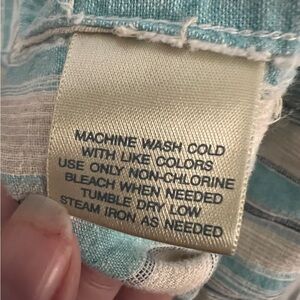 MACHINE WASH COLD
WITH LIKE COLORS
USE ONLY NON-CHLORINE
BLEACH WHEN NEEDED
TUMBLE DRY LOW
STEAM IRON AS NEEDED